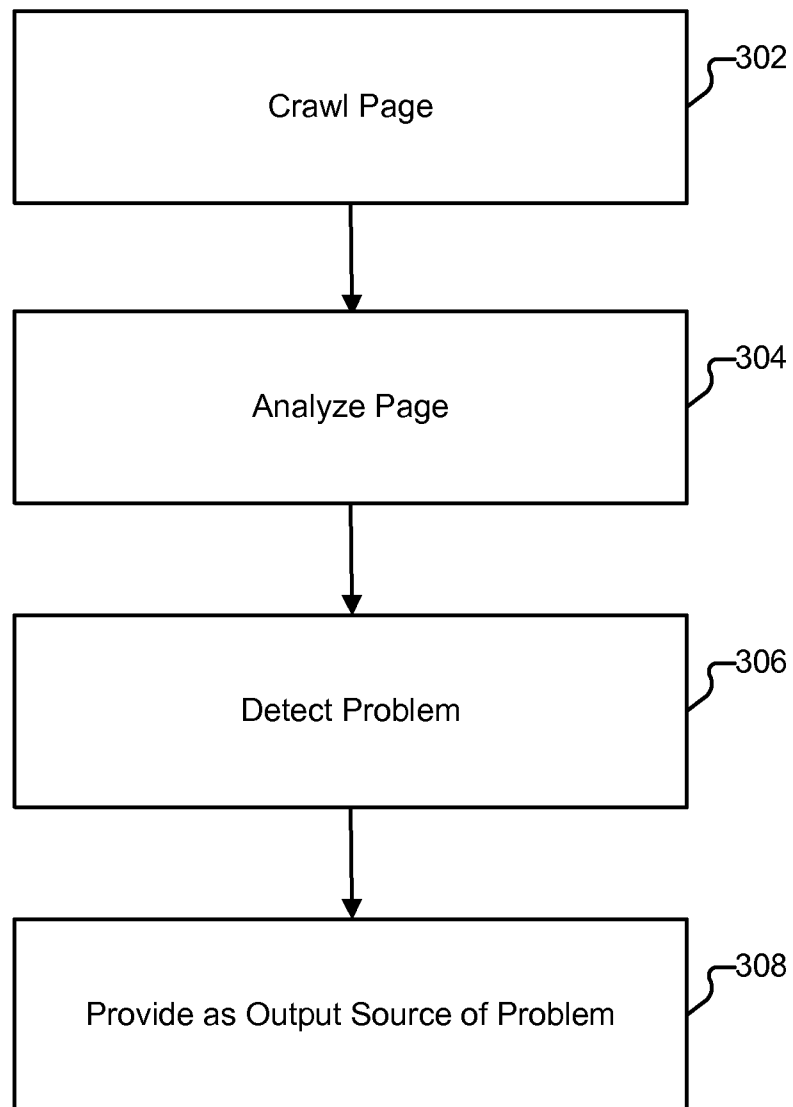 Crawl Page
302
Analyze Page
304
Detect Problem
306
Provide as Output Source of Problem
308